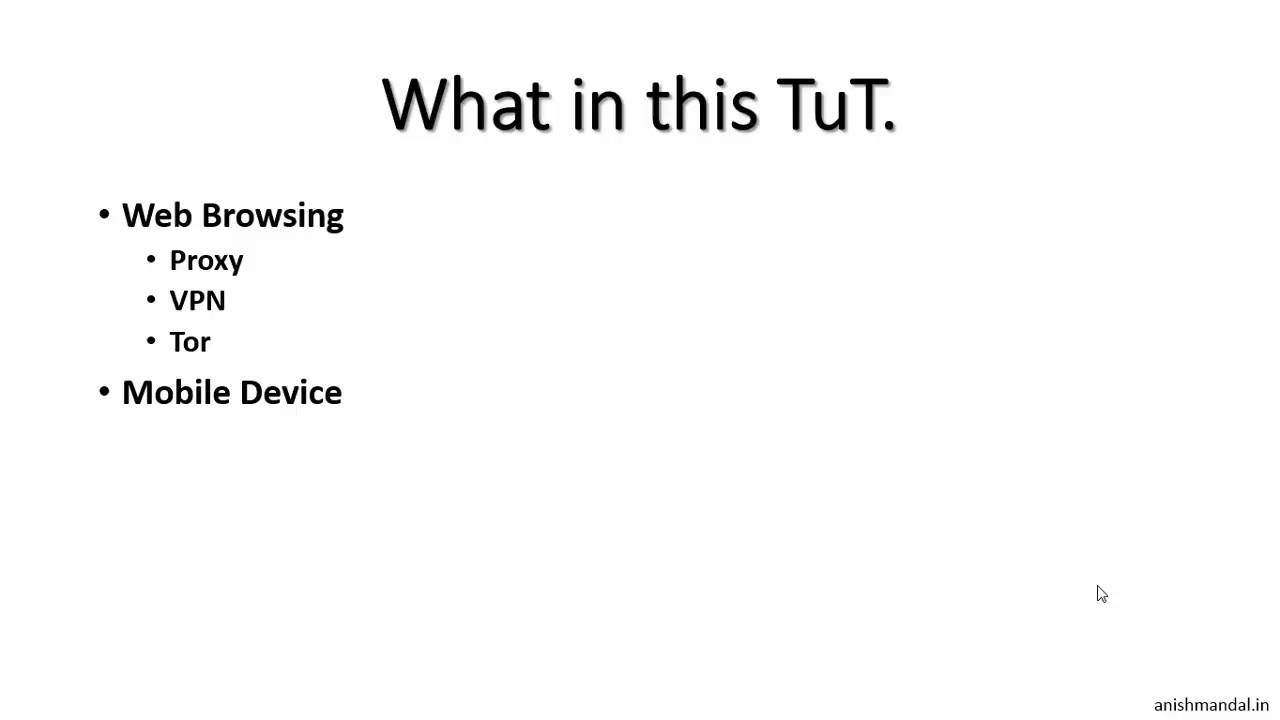 What in this TuT.
• Web Browsing
• Proxy
• VPN
• Tor
• Mobile Device
anishmandal.in